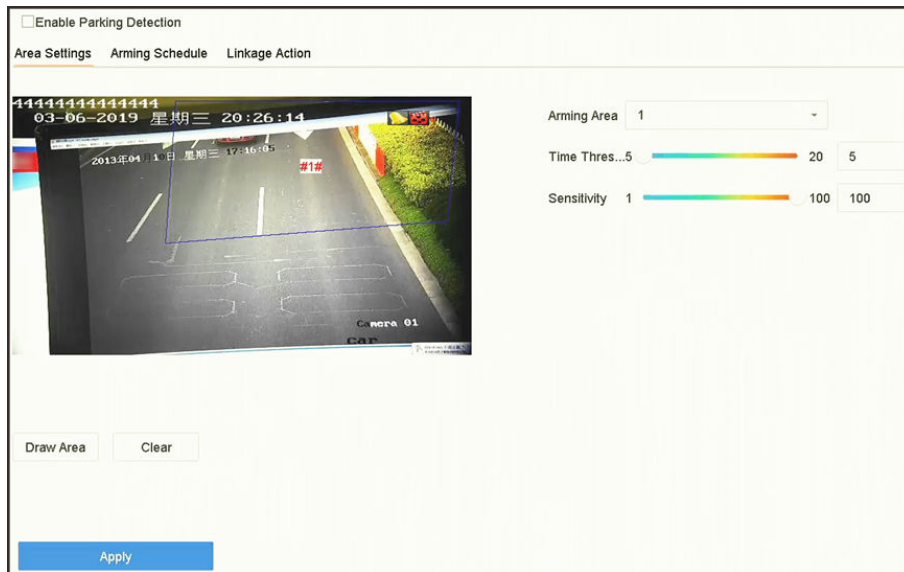 Enable Parking Detection
Area Settings Arming Schedule Linkage Action
44444444444444
03-06-2019 星期三 20:26:14
2013年04月10日 星期三 17:16:05
#1#
Camera 01
car
Arming Area 1
Time Thres...5 20 5
Sensitivity 1 100 100
Draw Area Clear
Apply